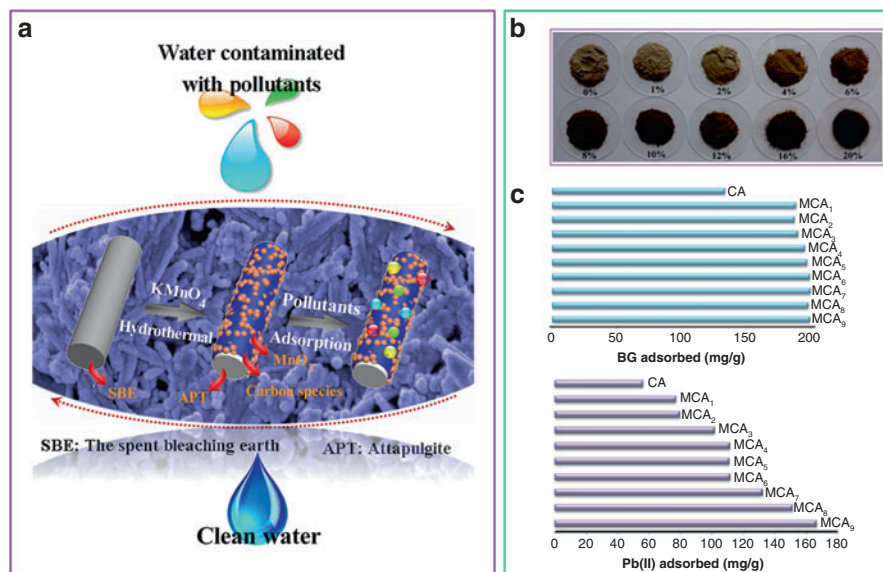 a
Water contaminated
with pollutants
KMnO4
Hydrothermal
Pollutants
Adsorption
MnO2
SBE
APT
Carbon species
SBE: The spent bleaching earth
APT: Attapulgite
Clean water
b
0%
1%
2%
4%
6%
8%
10%
12%
16%
20%
c
CA
MCA1
MCA2
MCA3
MCA4
MCA5
MCA6
MCA7
MCA8
MCA9
0
50
100
150
200
BG adsorbed (mg/g)
CA
MCA1
MCA2
MCA3
MCA4
MCA5
MCA6
MCA7
MCA8
MCA9
0 20 40 60 80 100 120 140 160 180
Pb(II) adsorbed (mg/g)